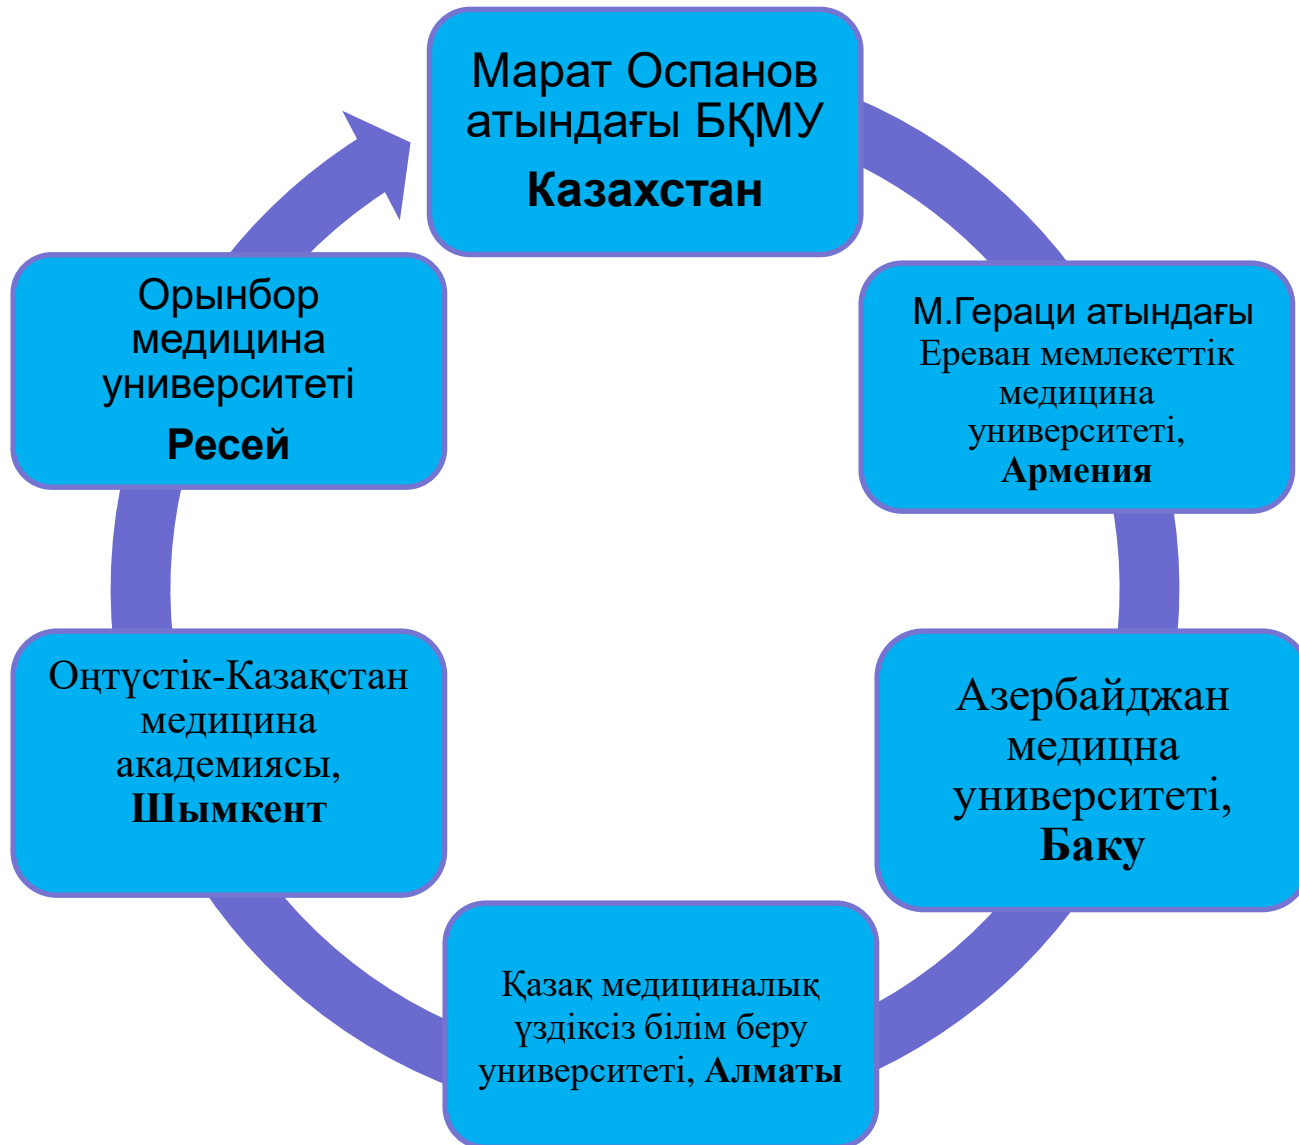 Марат Оспанов
атындағы БҚМУ
Казахстан
М.Гераци атындағы
Ереван мемлекеттік
медицина
университеті,
Армения
Азербайджан
медицна
университеті,
Баку
Қазақ медициналық
үздіксіз білім беру
университеті, Алматы
Оңтүстік-Казақстан
медицина
академиясы,
Шымкент
Орынбор
медицина
университеті
Ресей